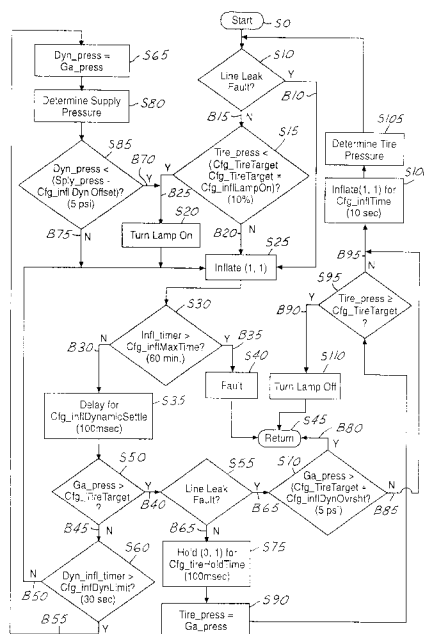 Start
S0
Dyn_press =
Ga_press
S65
S10
Line Leak
Fault?
Y
B10
N
B15
Determine Supply
Pressure
S80
S15
Tire_press <
(Cfg_TireTarget
Cfg_TireTarget *
Cfg_inflLampOn)?
(10%)
Y
B25
N
B20
S105
Determine Tire
Pressure
Inflate(1, 1) for
Cfg_inflTime
(10 sec)
S85
Dyn_press <
(Sply_press -
Cfg_infl Dyn Offset)?
(5 psi)
B70
Y
B75
N
S20
Turn Lamp On
S25
Inflate (1, 1)
B95
N
S95
Tire_press ≥
Cfg_TireTarget
?
B90
Y
S30
Infl_timer >
Cfg_inflMaxTime?
(60 min.)
B30
N
Y
B35
S40
Fault
S110
Turn Lamp Off
S35
Delay for
Cfg_inflDynamicSettle
(100msec)
S45
Return
B80
Y
S50
Ga_press >
Cfg_TireTarget
?
Y
B40
N
B45
S55
Line Leak
Fault?
Y
B65
N
B65
S70
Ga_press >
(Cfg_TireTarget =
Cfg_inflDynOvrsht?
(5 psi)
N
B85
S60
Dyn_infl_timer >
Cfg_infDynLimit?
(30 sec)
N
B50
B55
Y
S75
Hold (0, 1) for
Cfg_tireHoldTime
(100msec)
S90
Tire_press =
Ga_press